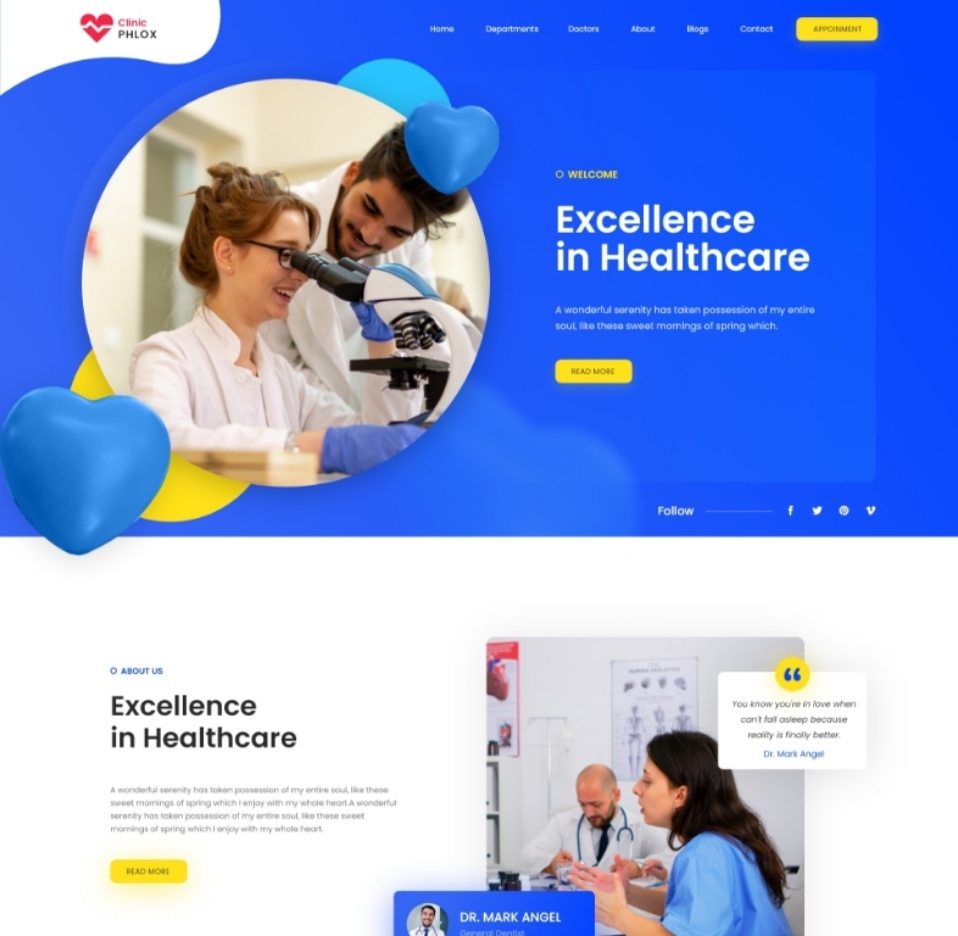 Clinic
PHLOX
Home Departments Doctors About Blogs Contact APPOINMENT
WELCOME
Excellence
in Healthcare
A wonderful serenity has taken possession of my entire
soul, like these sweet mornings of spring which.
READ MORE
Follow
ABOUT US
Excellence
in Healthcare
A wonderful serenity has taken possession of my entire soul, like these
sweet mornings of spring which I enjoy with my whole heart.A wonderful
serenity has taken possession of my entire soul, like these sweet
mornings of spring which I enjoy with my whole heart.
READ MORE
HUMAN SKELETON
You know you're in love when
can't fall asleep because
reality is finally better.
Dr. Mark Angel
DR. MARK ANGEL
General Dentist